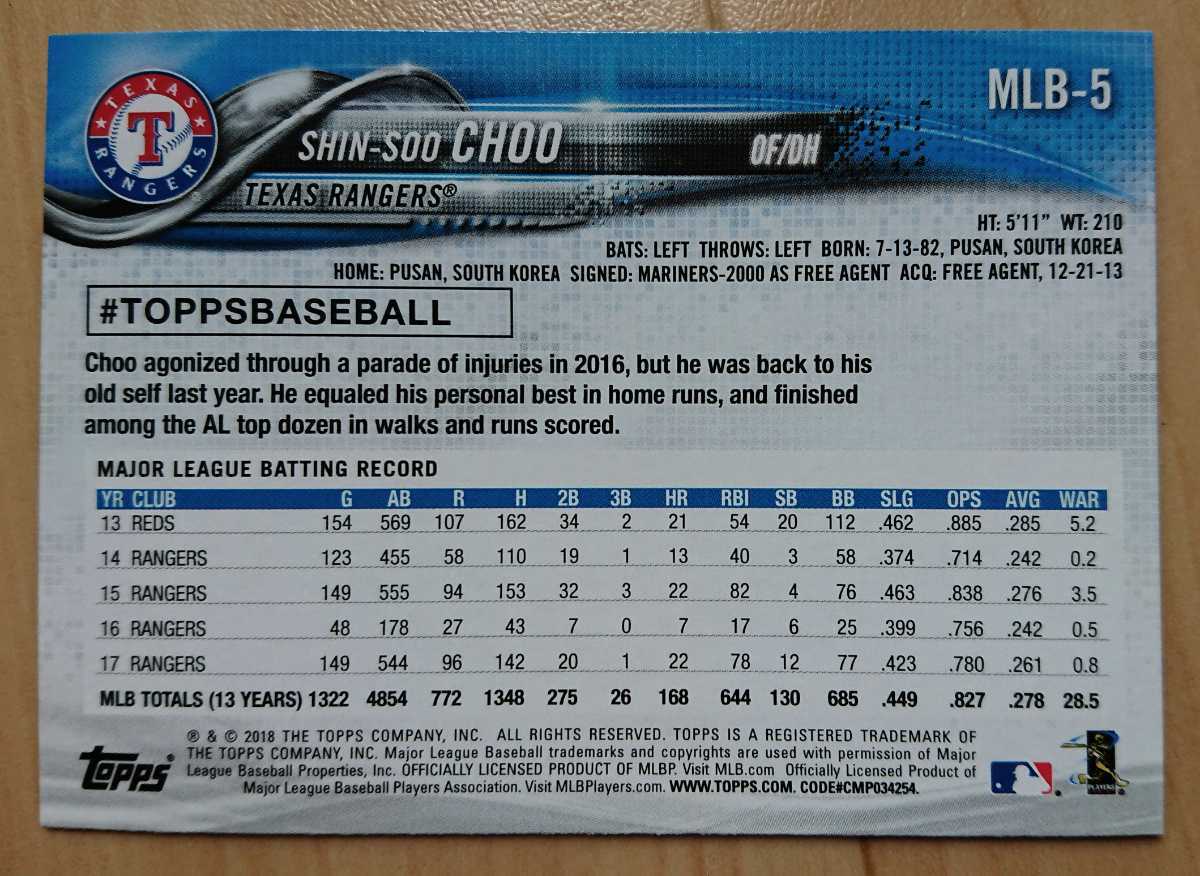 TEXAS RANGERS
T
MLB-5
SHIN-SOO CHOO OF/DH
TEXAS RANGERS®
HT: 5'11" WT: 210
BATS: LEFT THROWS: LEFT BORN: 7-13-82, PUSAN, SOUTH KOREA
HOME: PUSAN, SOUTH KOREA SIGNED: MARINERS-2000 AS FREE AGENT ACQ: FREE AGENT, 12-21-13
#TOPPSBASEBALL
Choo agonized through a parade of injuries in 2016, but he was back to his
old self last year. He equaled his personal best in home runs, and finished
among the AL top dozen in walks and runs scored.
MAJOR LEAGUE BATTING RECORD
YR CLUB G AB R H 2B 3B HR RBI SB BB SLG OPS AVG WAR
13 REDS 154 569 107 162 34 2 21 54 20 112 .462 .885 .285 5.2
14 RANGERS 123 455 58 110 19 1 13 40 3 58 .374 .714 .242 0.2
15 RANGERS 149 555 94 153 32 3 22 82 4 76 .463 .838 .276 3.5
16 RANGERS 48 178 27 43 7 0 7 17 6 25 .399 .756 .242 0.5
17 RANGERS 149 544 96 142 20 1 22 78 12 77 .423 .780 .261 0.8
MLB TOTALS (13 YEARS) 1322 4854 772 1348 275 26 168 644 130 685 .449 .827 .278 28.5
® & © 2018 THE TOPPS COMPANY, INC. ALL RIGHTS RESERVED. TOPPS IS A REGISTERED TRADEMARK OF
THE TOPPS COMPANY, INC. Major League Baseball trademarks and copyrights are used with permission of Major
League Baseball Properties, Inc. OFFICIALLY LICENSED PRODUCT OF MLBP. Visit MLB.com Officially Licensed Product of
Major League Baseball Players Association. Visit MLBPlayers.com. WWW.TOPPS.COM. CODE#CMP034254.
topps
PLAYERS